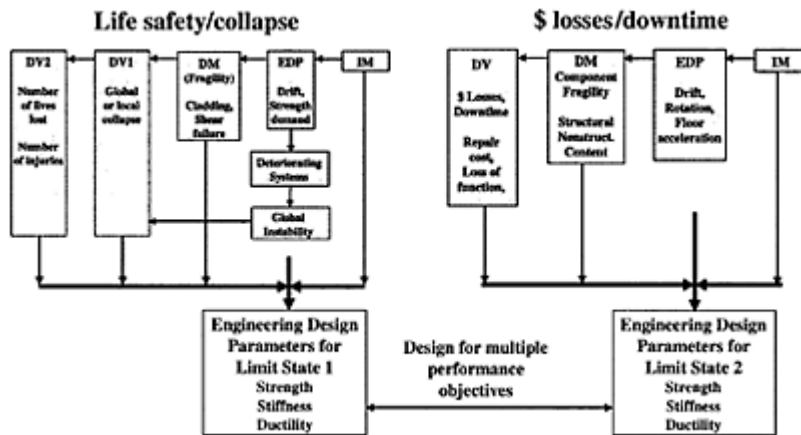 Life safety/collapse
DV2
Number
of lives
lost
Number
of injuries
DV1
Global
or local
collapse
DM
(Fragility)
Cladding,
Shear
failure
EDP
Drift,
Strength
demand
IM
Deteriorating
Systems
Global
Instability
Engineering Design
Parameters for
Limit State 1
Strength
Stiffness
Ductility
Design for multiple
performance
objectives
$ losses/downtime
DV
$ Losses,
Downtime
Repair
cost,
Loss of
function,
DM
Component
Fragility
Structural
Nonstruct.
Content
EDP
Drift,
Rotation,
Floor
acceleration
IM
Engineering Design
Parameters for
Limit State 2
Strength
Stiffness
Ductility